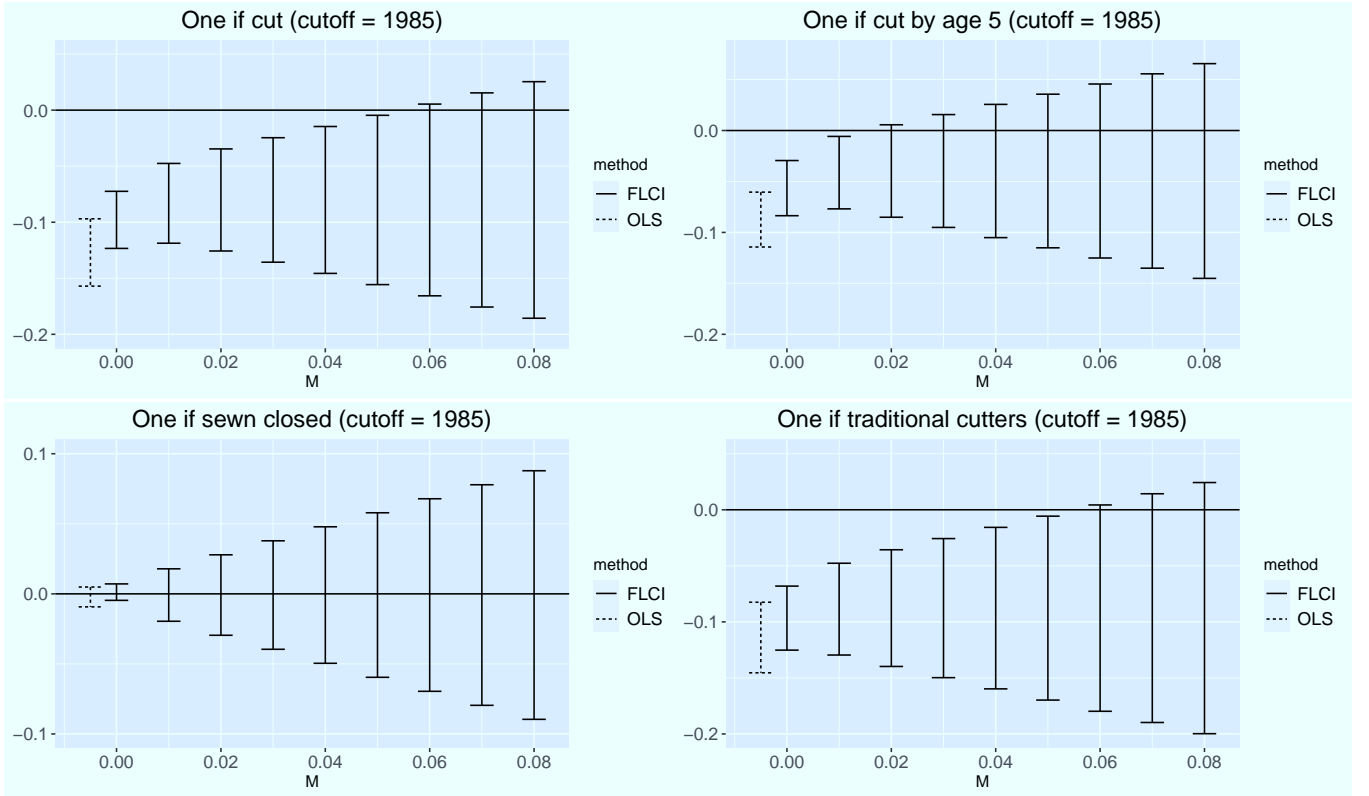 One if cut (cutoff = 1985)
0.0
−0.1
−0.2
0.00 0.02 0.04 0.06 0.08
M
method
FLCI
OLS
One if cut by age 5 (cutoff = 1985)
0.0
−0.1
−0.2
0.00 0.02 0.04 0.06 0.08
M
method
FLCI
OLS
One if sewn closed (cutoff = 1985)
0.1
0.0
−0.1
0.00 0.02 0.04 0.06 0.08
M
method
FLCI
OLS
One if traditional cutters (cutoff = 1985)
0.0
−0.1
−0.2
0.00 0.02 0.04 0.06 0.08
M
method
FLCI
OLS